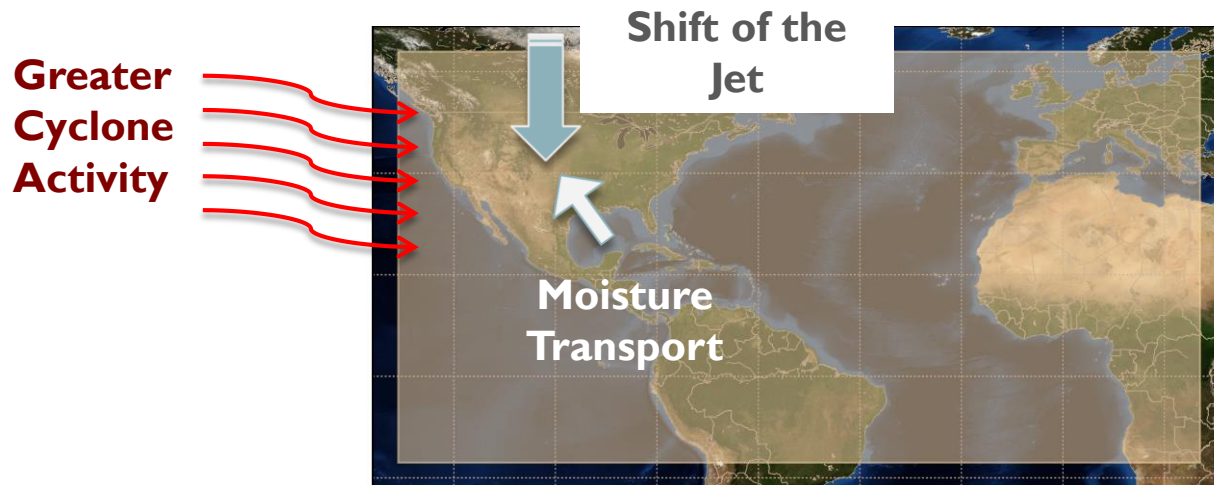 Shift of the
Jet
Greater
Cyclone
Activity
Moisture
Transport